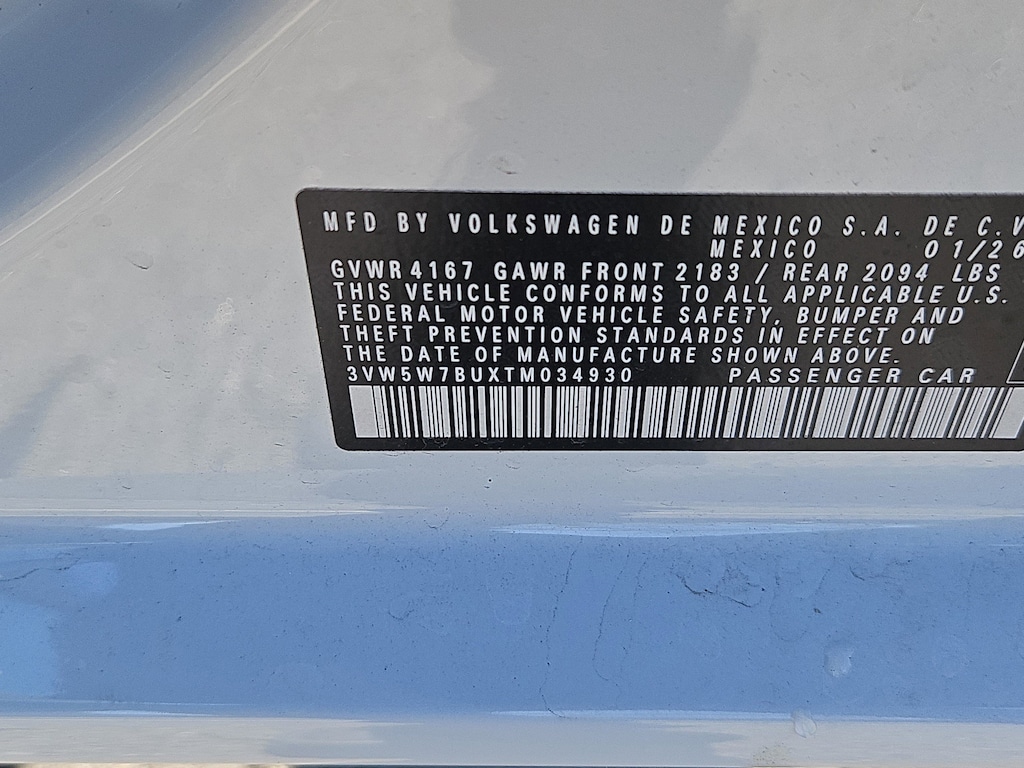 MFD BY VOLKSWAGEN DE MEXICO S.A. DE C.V
MEXICO 01/26
GVWR 4167 GAWR FRONT 2183 / REAR 2094 LBS
THIS VEHICLE CONFORMS TO ALL APPLICABLE U.S.
FEDERAL MOTOR VEHICLE SAFETY, BUMPER AND
THEFT PREVENTION STANDARDS IN EFFECT ON
THE DATE OF MANUFACTURE SHOWN ABOVE.
3VW5W7BUXTM034930 PASSENGER CAR